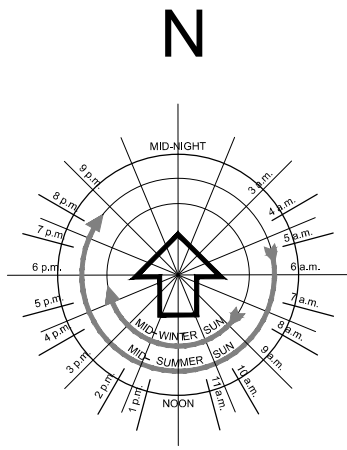 N
MID-NIGHT
9 p.m.
3 a.m.
8 p.m.
4 a.m.
7 p.m.
5 a.m.
6 p.m.
6 a.m.
5 p.m.
7 a.m.
4 p.m.
8 a.m.
MID-WINTER SUN
3 p.m.
9 a.m.
MID- SUMMER SUN
2 p.m.
10 a.m.
1 p.m.
11 a.m.
NOON